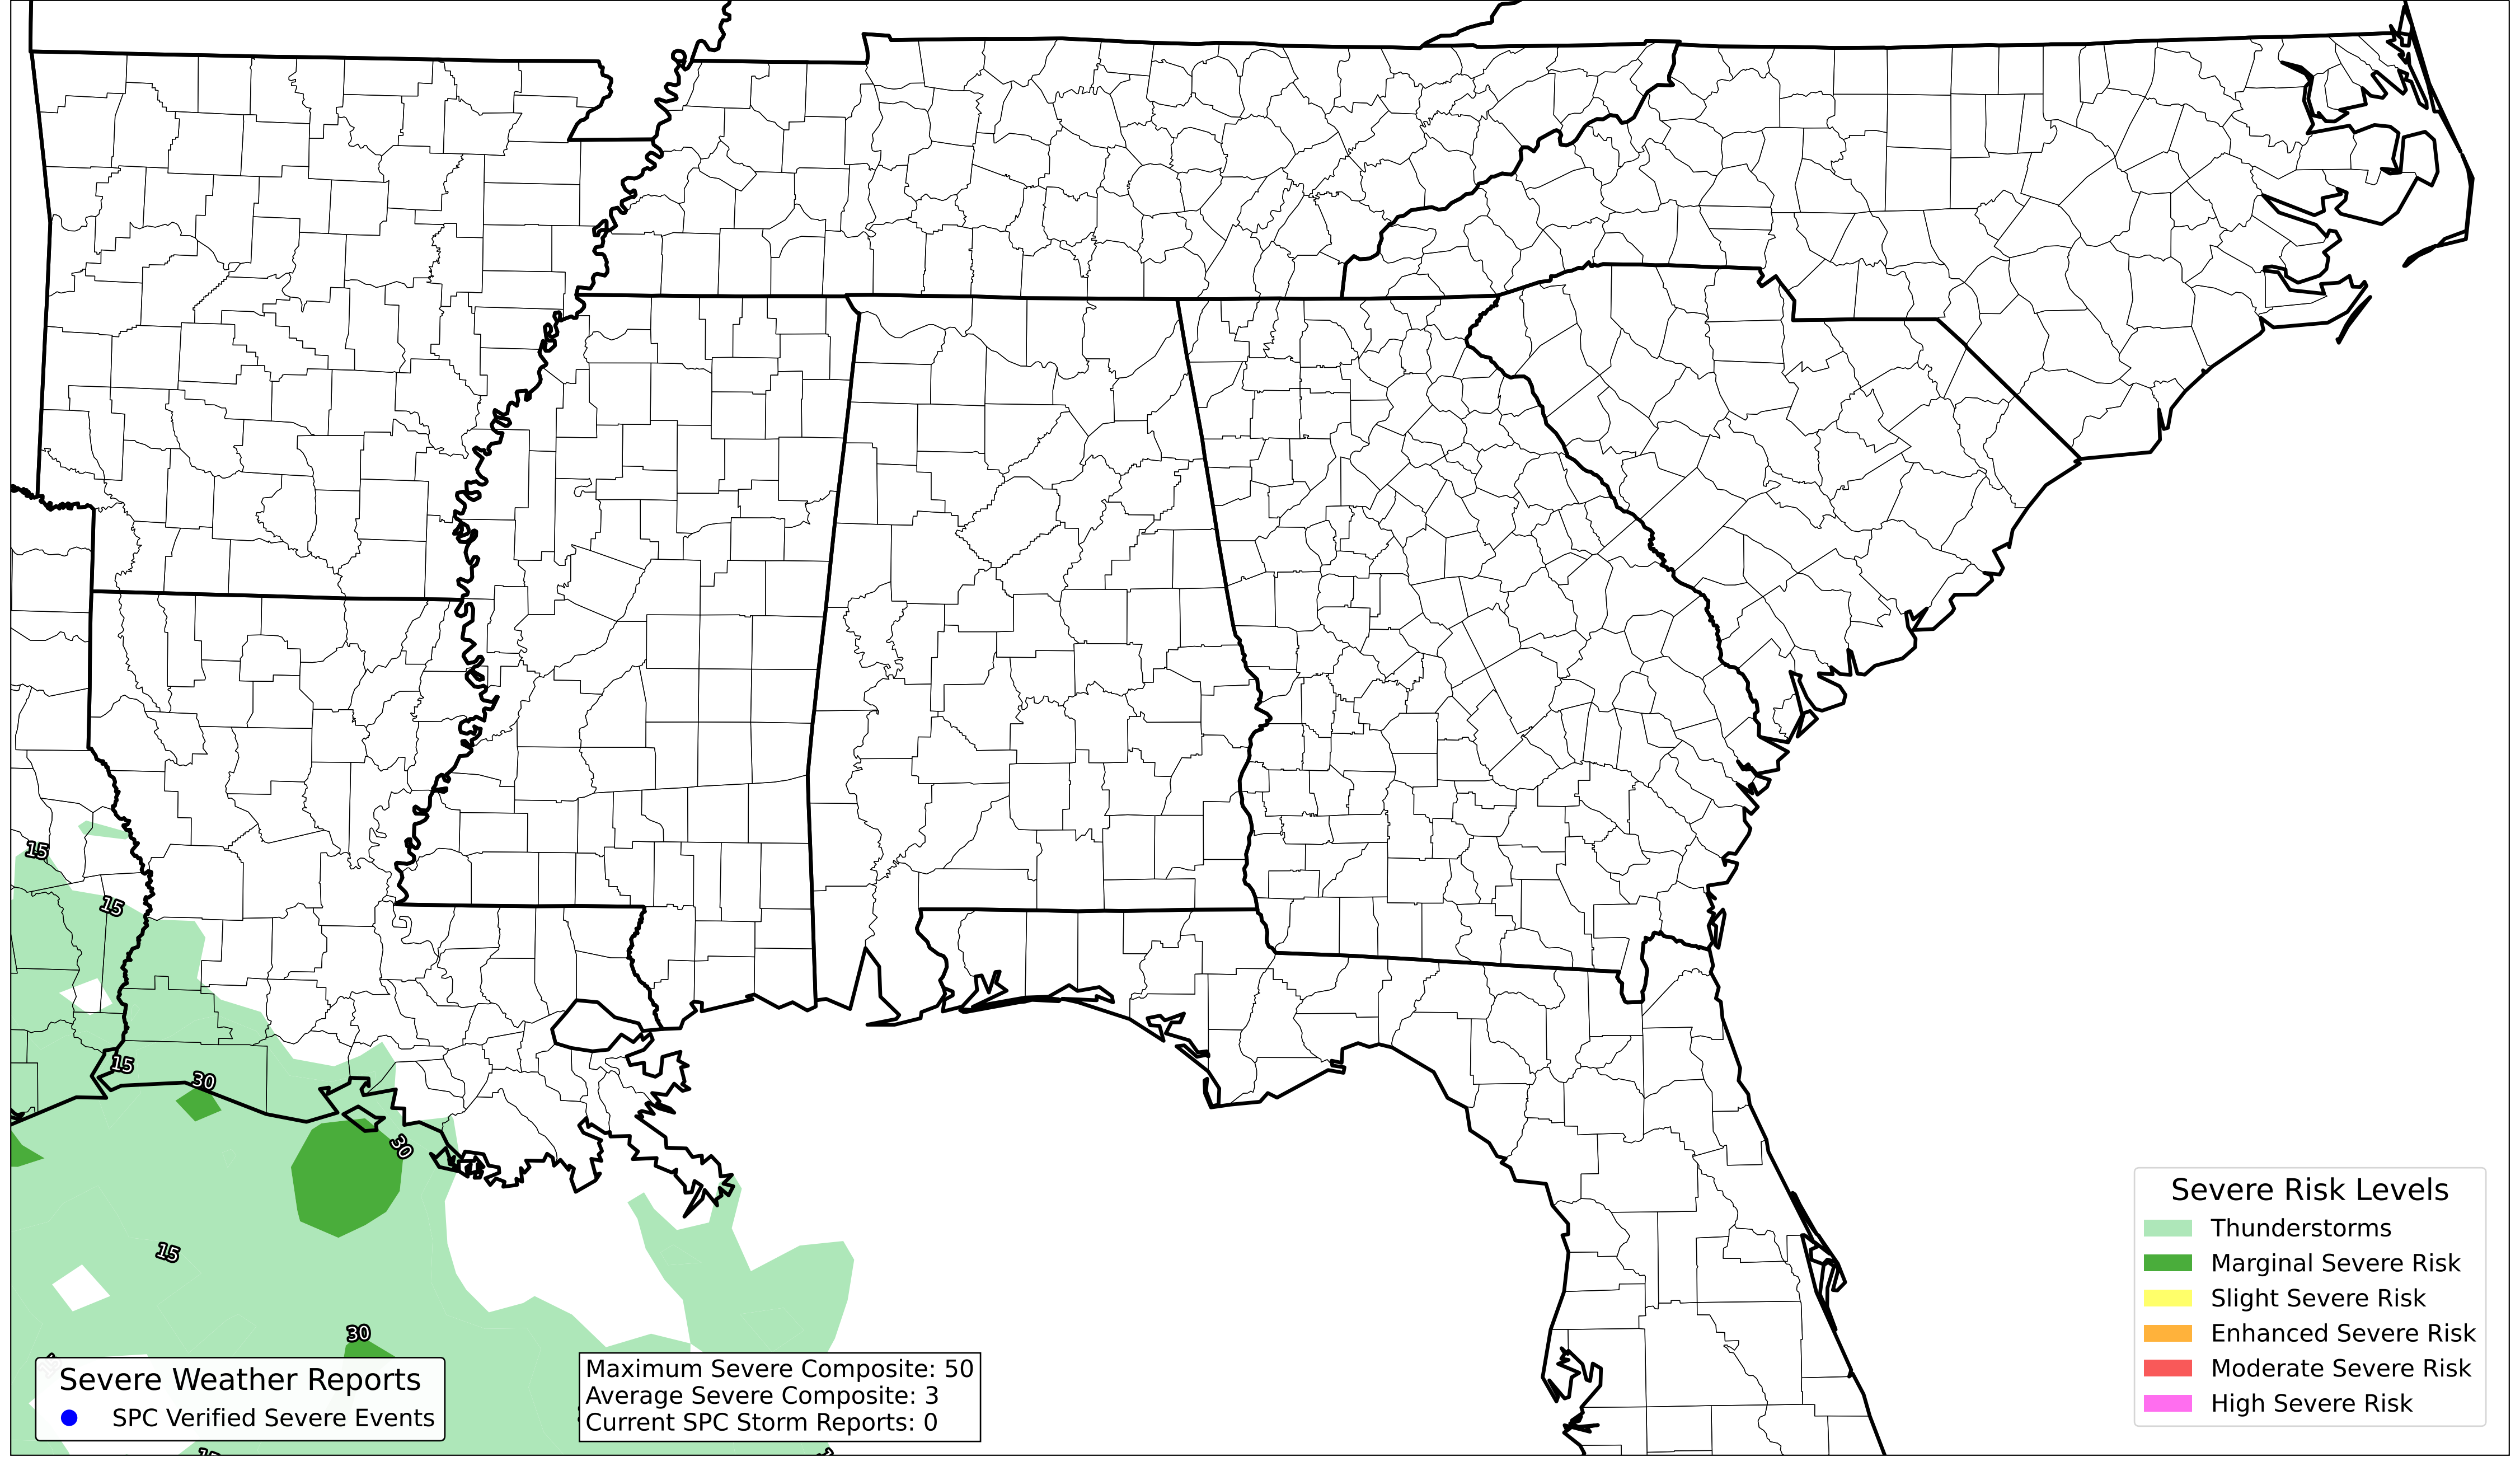 15
15
15
30
30
15
30
Severe Weather Reports
SPC Verified Severe Events
Maximum Severe Composite: 50
Average Severe Composite: 3
Current SPC Storm Reports: 0
Severe Risk Levels
Thunderstorms
Marginal Severe Risk
Slight Severe Risk
Enhanced Severe Risk
Moderate Severe Risk
High Severe Risk